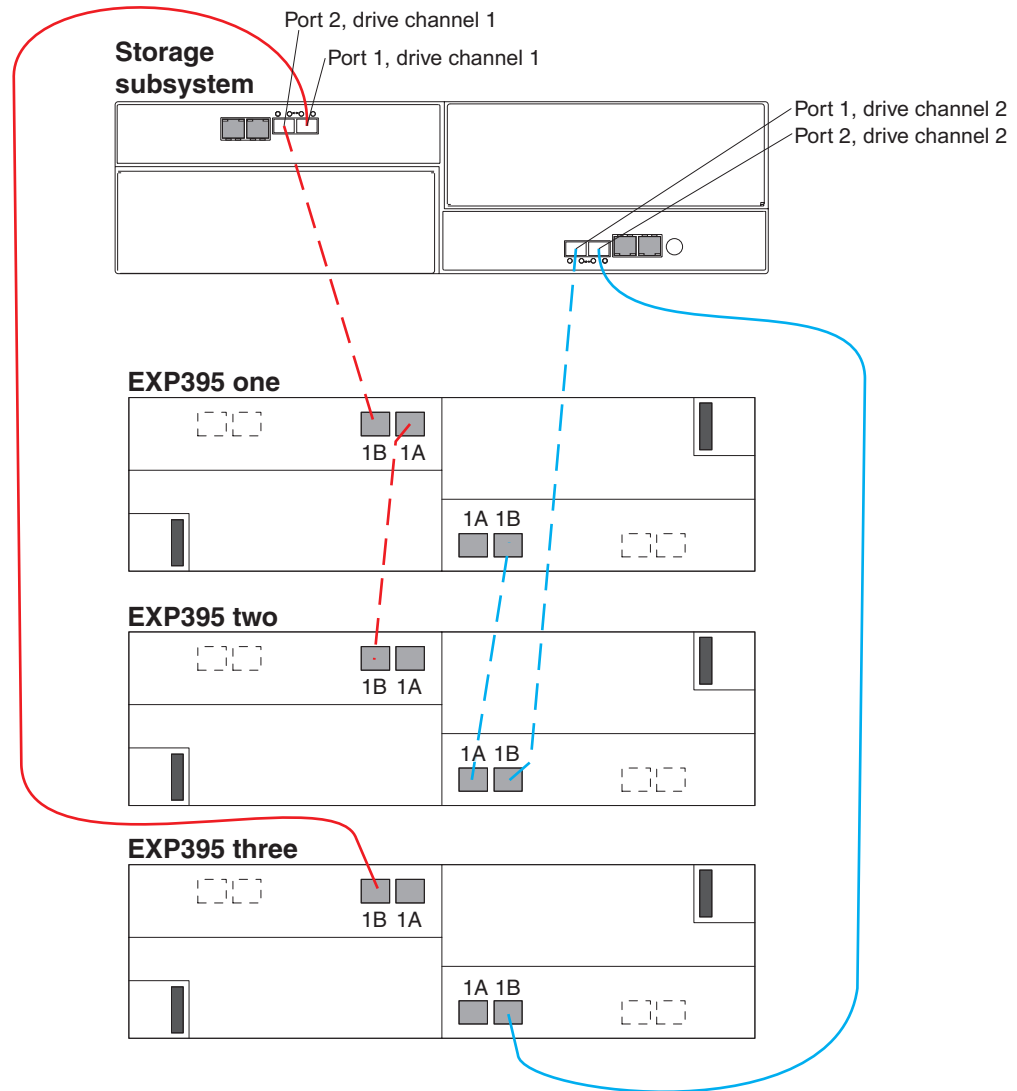 Port 2, drive channel 1
Storage
subsystem
Port 1, drive channel 1
Port 1, drive channel 2
Port 2, drive channel 2
EXP395 one
1B 1A
1A 1B
EXP395 two
1B 1A
1A 1B
EXP395 three
1B 1A
1A 1B